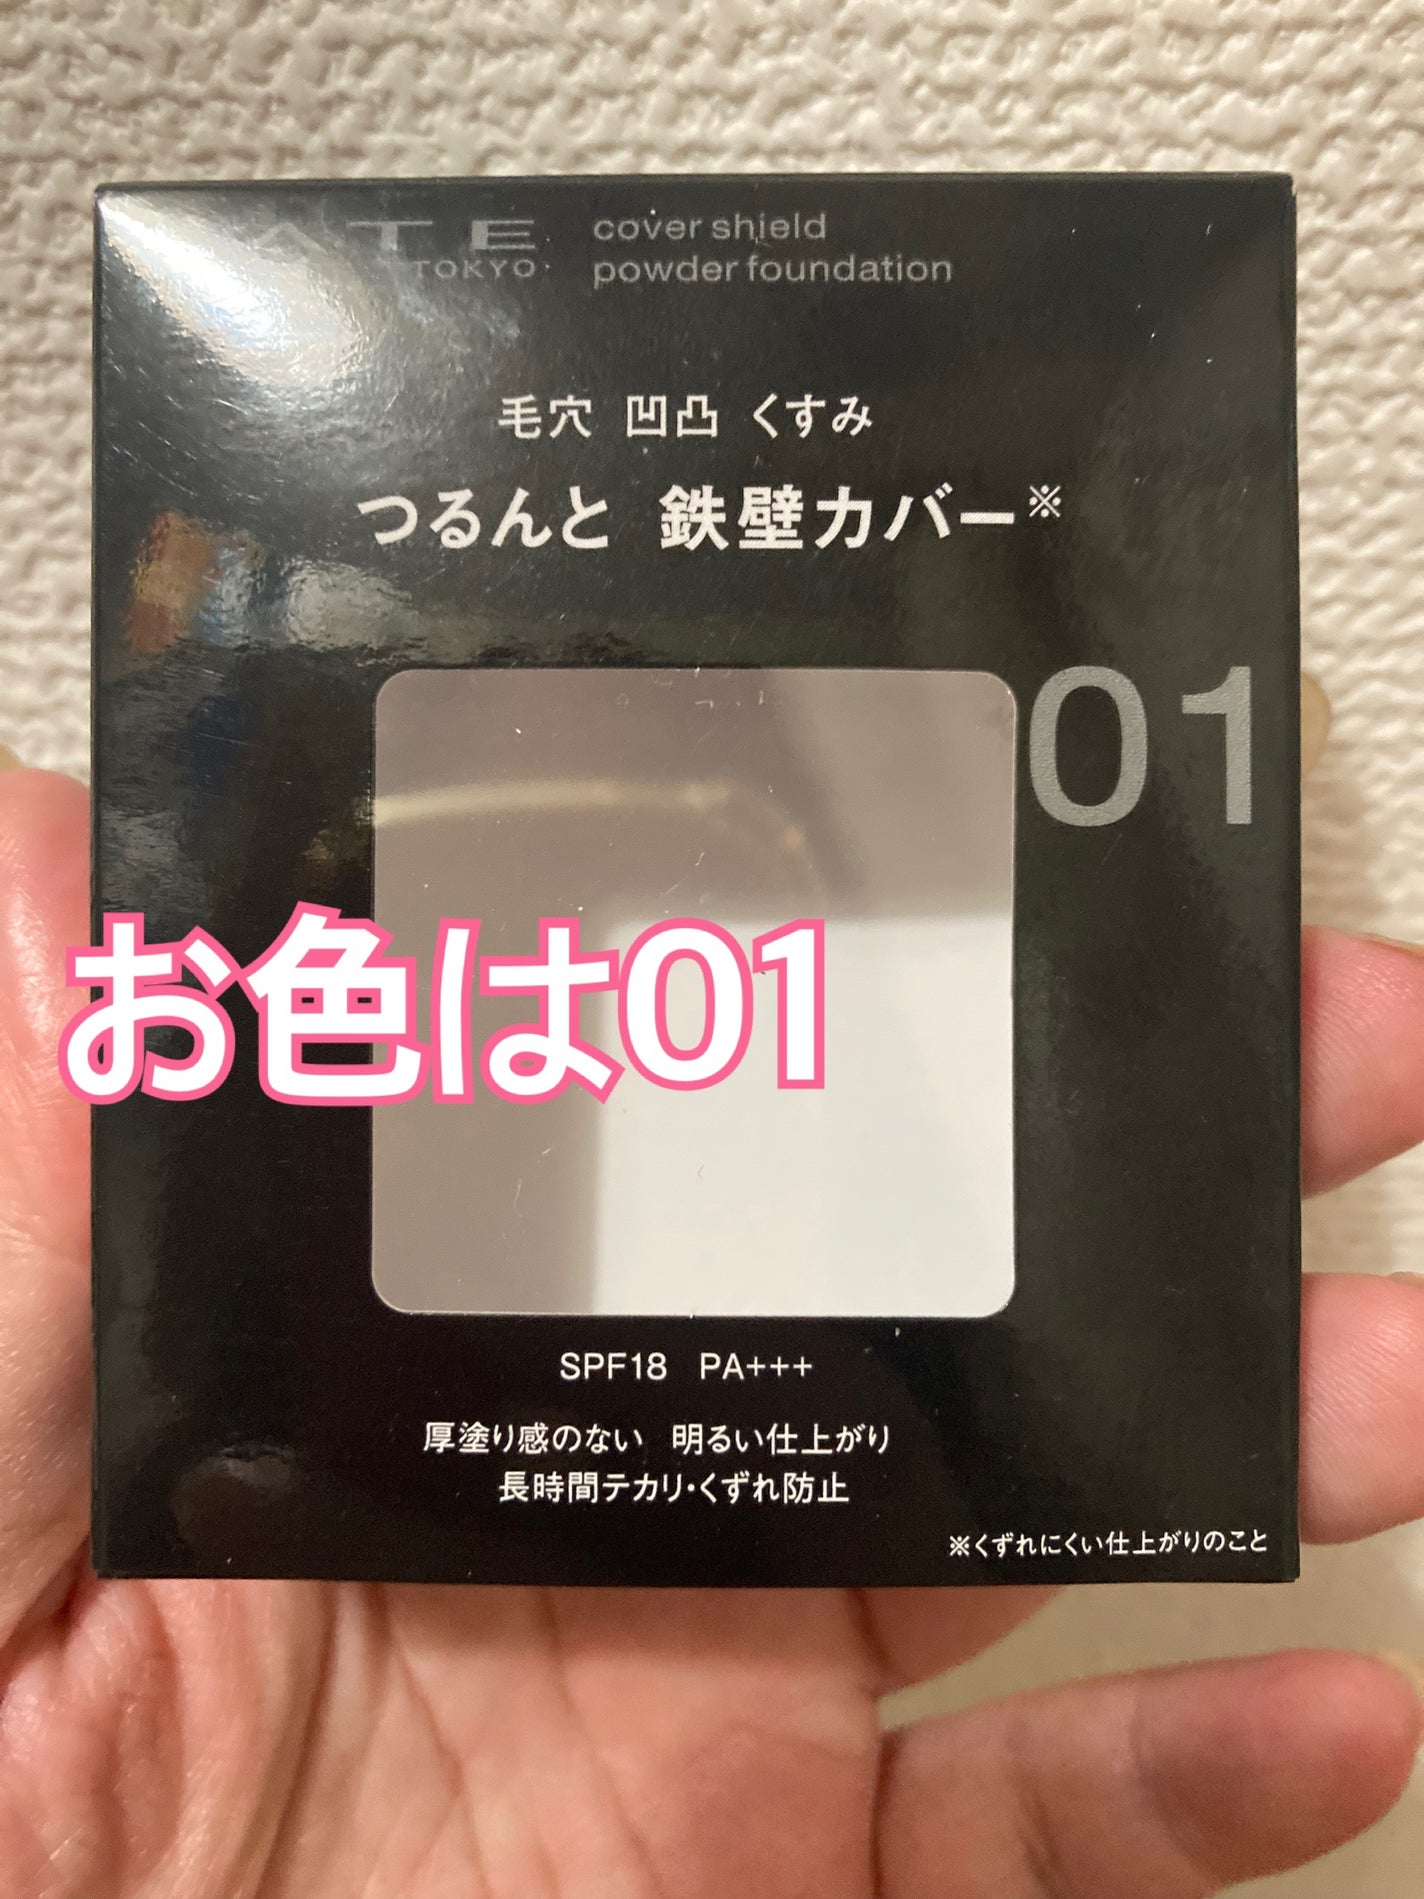 ATE cover shield
TOKYO powder foundation
毛穴 凹凸 くすみ
つるんと 鉄壁カバー※
01
お色は01
SPF18 PA+++
厚塗り感のない 明るい仕上がり
長時間テカリ・くずれ防止
※くずれにくい仕上がりのこと